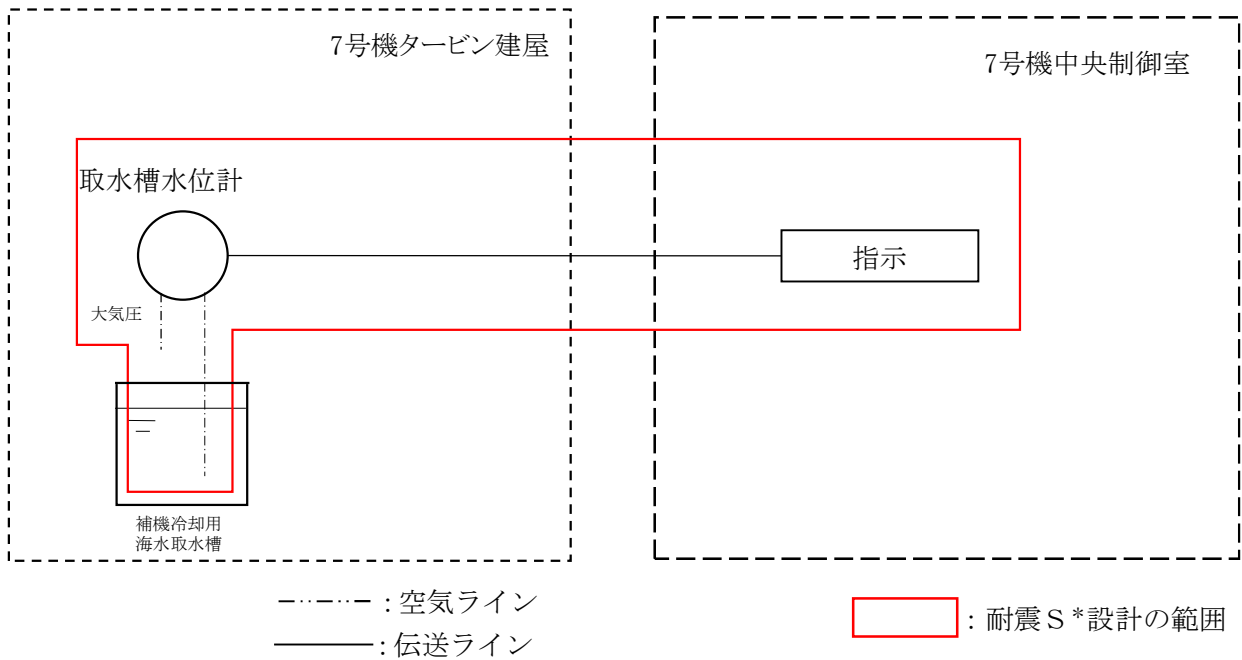 7号機タービン建屋
7号機中央制御室
取水槽水位計
指示
大気圧
補機冷却用
海水取水槽
：空気ライン
：伝送ライン
：耐震Ｓ*設計の範囲